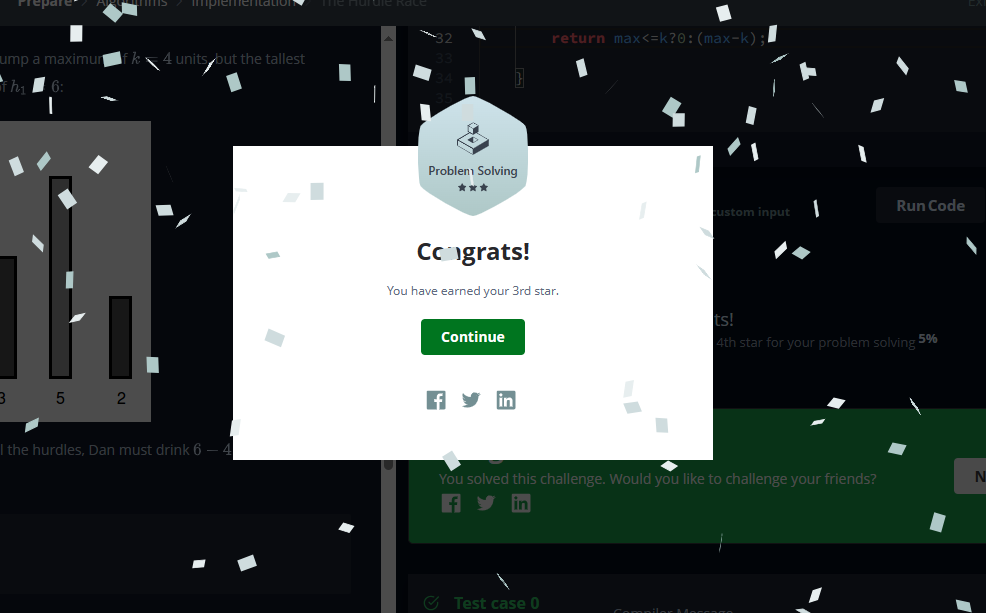 Prepare > Algorithms > Implementation > The Hurdle Race
ump a maximum of k = 4 units, but the tallest
of h1 = 6:
3 5 2
l the hurdles, Dan must drink 6 − 4
32 return max<=k?0:(max-k);
33
34 }
35
Problem Solving
Congrats!
You have earned your 3rd star.
Continue
custom input
Run Code
ts!
4th star for your problem solving 5%
You solved this challenge. Would you like to challenge your friends?
N
Test case 0
Compiler Message